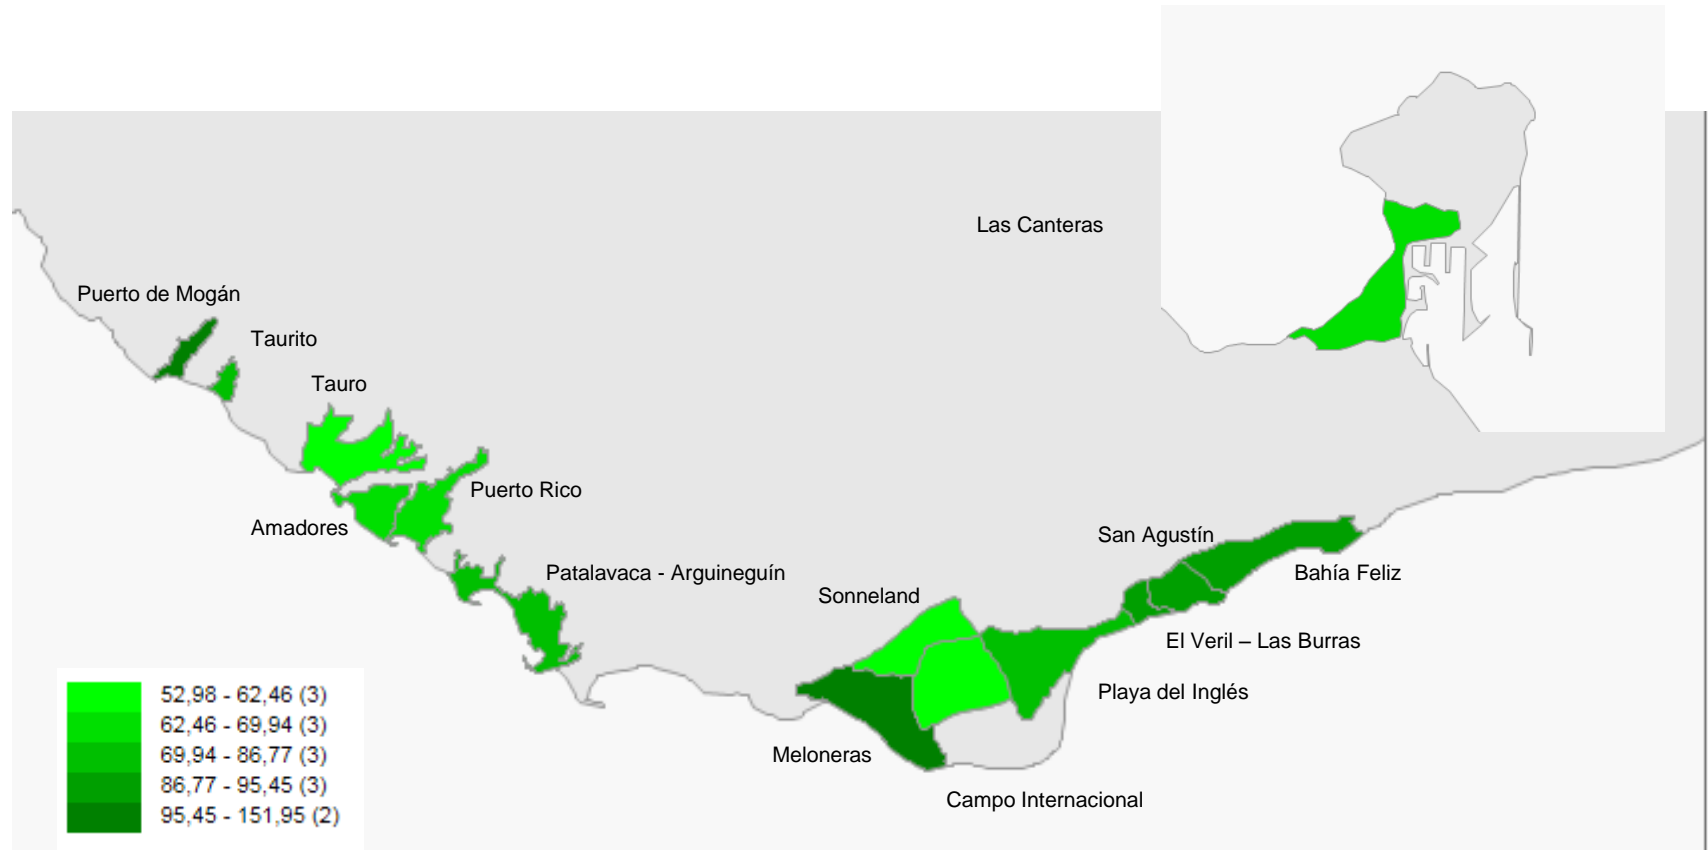 Las Canteras
Puerto de Mogán
Taurito
Tauro
Puerto Rico
Amadores
San Agustín
Patalavaca - Arguineguín
Bahía Feliz
Sonneland
El Veril – Las Burras
Playa del Inglés
Meloneras
Campo Internacional
52,98 - 62,46 (3)
62,46 - 69,94 (3)
69,94 - 86,77 (3)
86,77 - 95,45 (3)
95,45 - 151,95 (2)